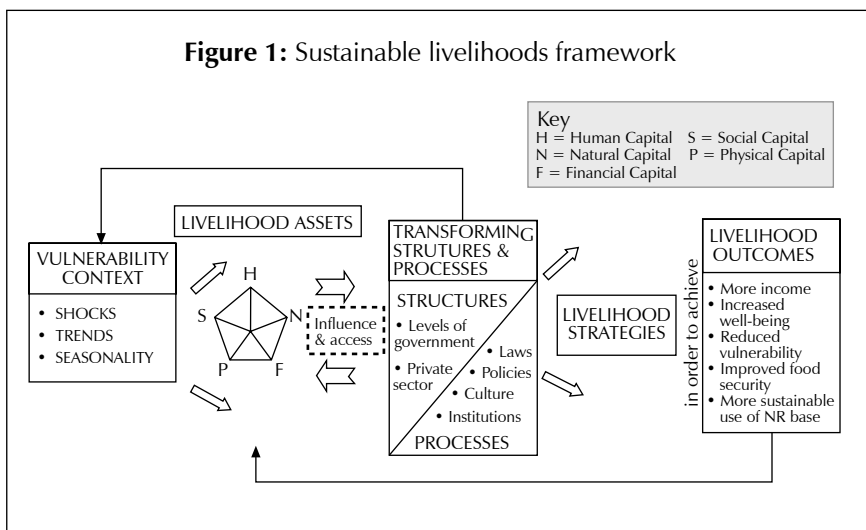 Figure 1: Sustainable livelihoods framework
Key
H = Human Capital S = Social Capital
N = Natural Capital P = Physical Capital
F = Financial Capital
LIVELIHOOD ASSETS
VULNERABILITY
CONTEXT
• SHOCKS
• TRENDS
• SEASONALITY
H
S
N
P
F
Influence
& access
TRANSFORMING
STRUTURES &
PROCESSES
STRUCTURES
• Levels of
government
• Private
sector
• Laws
• Policies
• Culture
• Institutions
PROCESSES
LIVELIHOOD
STRATEGIES
in order to achieve
LIVELIHOOD
OUTCOMES
• More income
• Increased
well-being
• Reduced
vulnerability
• Improved food
security
• More sustainable
use of NR base